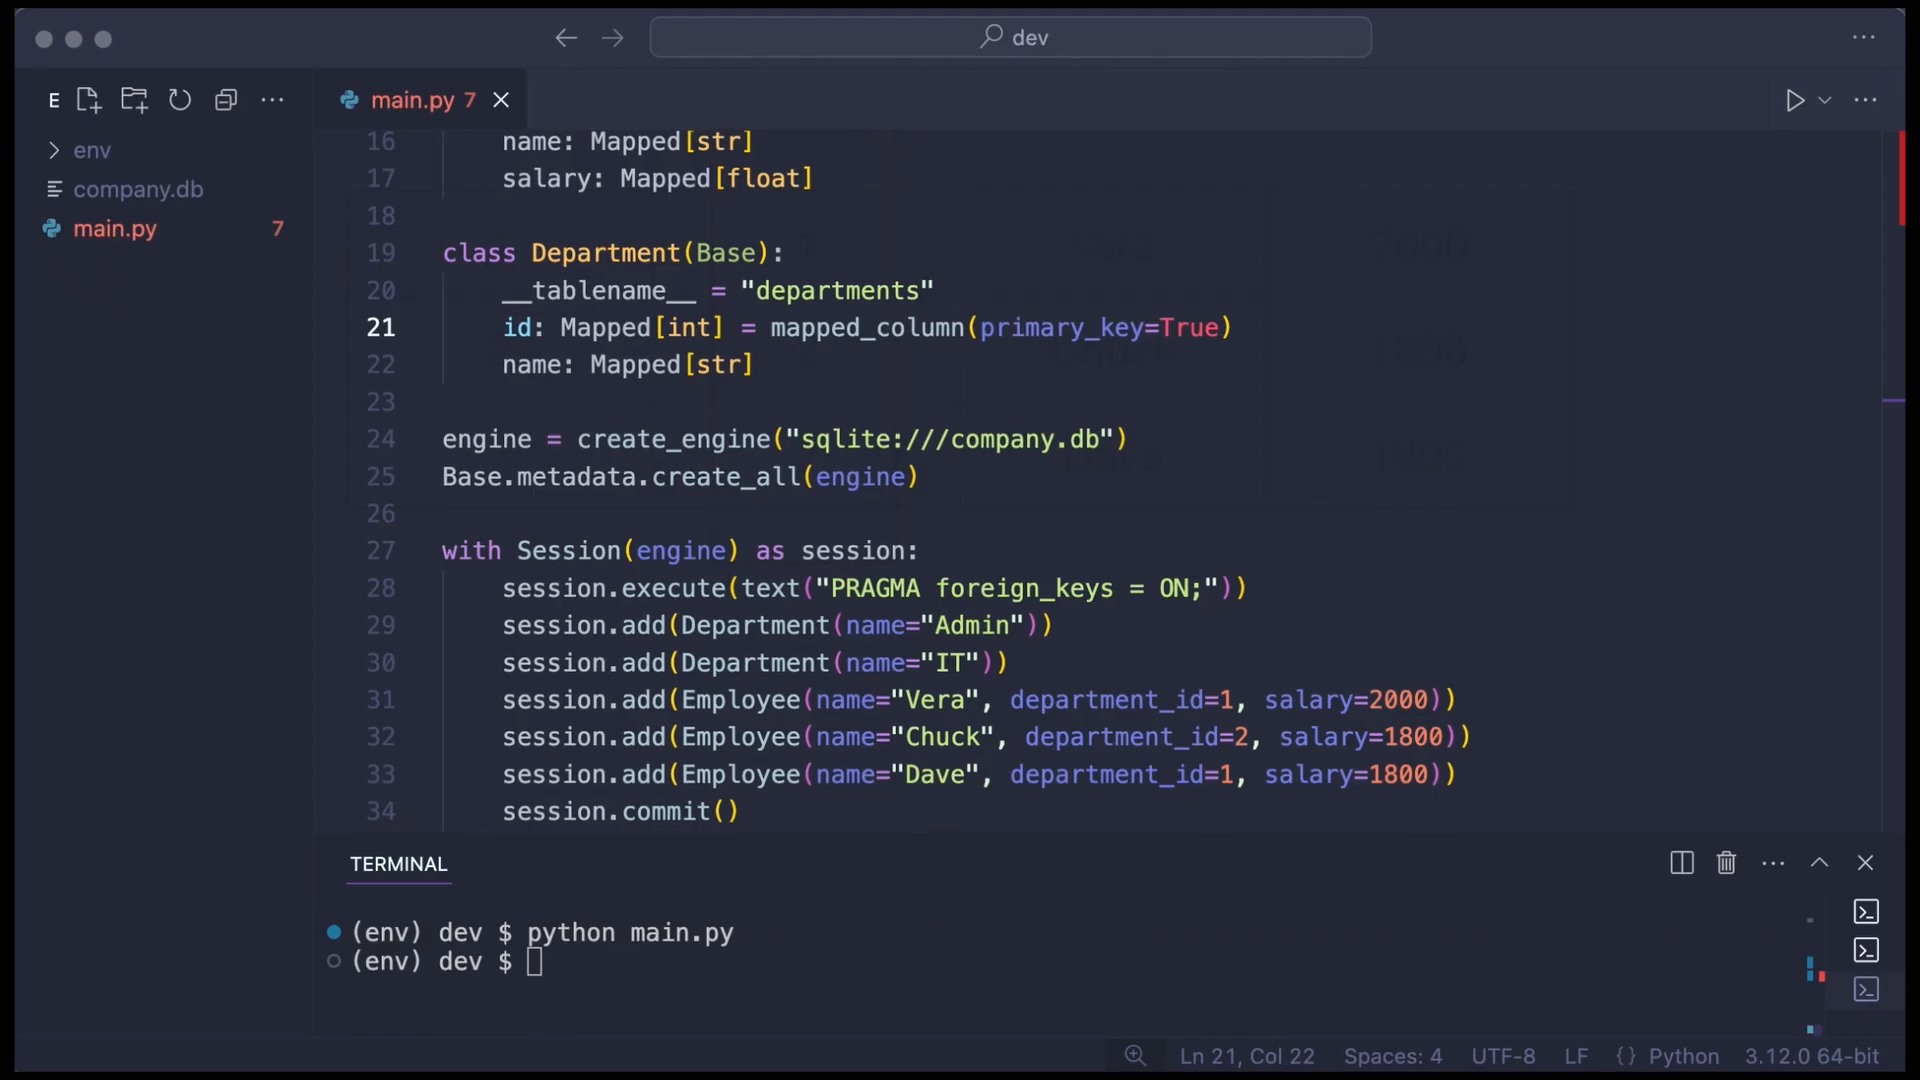 dev
E
main.py 7
env
company.db
main.py 7
16 name: Mapped[str]
17 salary: Mapped[float]
18
19 class Department(Base):
20 __tablename__ = "departments"
21 id: Mapped[int] = mapped_column(primary_key=True)
22 name: Mapped[str]
23
24 engine = create_engine("sqlite:///company.db")
25 Base.metadata.create_all(engine)
26
27 with Session(engine) as session:
28 session.execute(text("PRAGMA foreign_keys = ON;"))
29 session.add(Department(name="Admin"))
30 session.add(Department(name="IT"))
31 session.add(Employee(name="Vera", department_id=1, salary=2000))
32 session.add(Employee(name="Chuck", department_id=2, salary=1800))
33 session.add(Employee(name="Dave", department_id=1, salary=1800))
34 session.commit()
TERMINAL
(env) dev $ python main.py
(env) dev $
Ln 21, Col 22 Spaces: 4 UTF-8 LF {} Python 3.12.0 64-bit